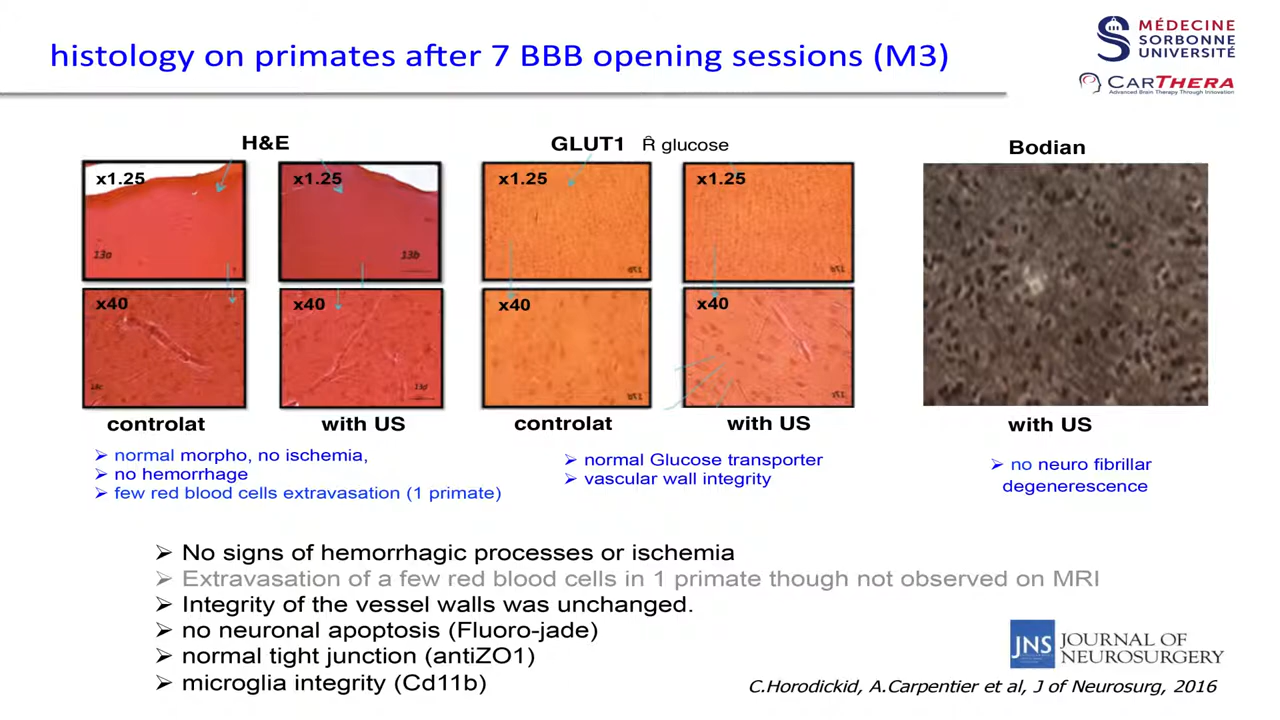 histology on primates after 7 BBB opening sessions (M3)
MÉDECINE
SORBONNE
UNIVERSITÉ
CARTHERA
Advanced Brain Therapy Through Innovation
H&E
GLUT1 R̂ glucose
Bodian
x1.25
x1.25
x1.25
x1.25
13a
13b
x40
x40
x40
x40
13d
controlat
with US
controlat
with US
with US
➢ normal morpho, no ischemia,
➢ no hemorrhage
➢ few red blood cells extravasation (1 primate)
➢ normal Glucose transporter
➢ vascular wall integrity
➢ no neuro fibrillar
degenerescence
➢ No signs of hemorrhagic processes or ischemia
➢ Extravasation of a few red blood cells in 1 primate though not observed on MRI
➢ Integrity of the vessel walls was unchanged.
➢ no neuronal apoptosis (Fluoro-jade)
➢ normal tight junction (antiZO1)
➢ microglia integrity (Cd11b)
JNS
JOURNAL OF
NEUROSURGERY
C.Horodickid, A.Carpentier et al, J of Neurosurg, 2016